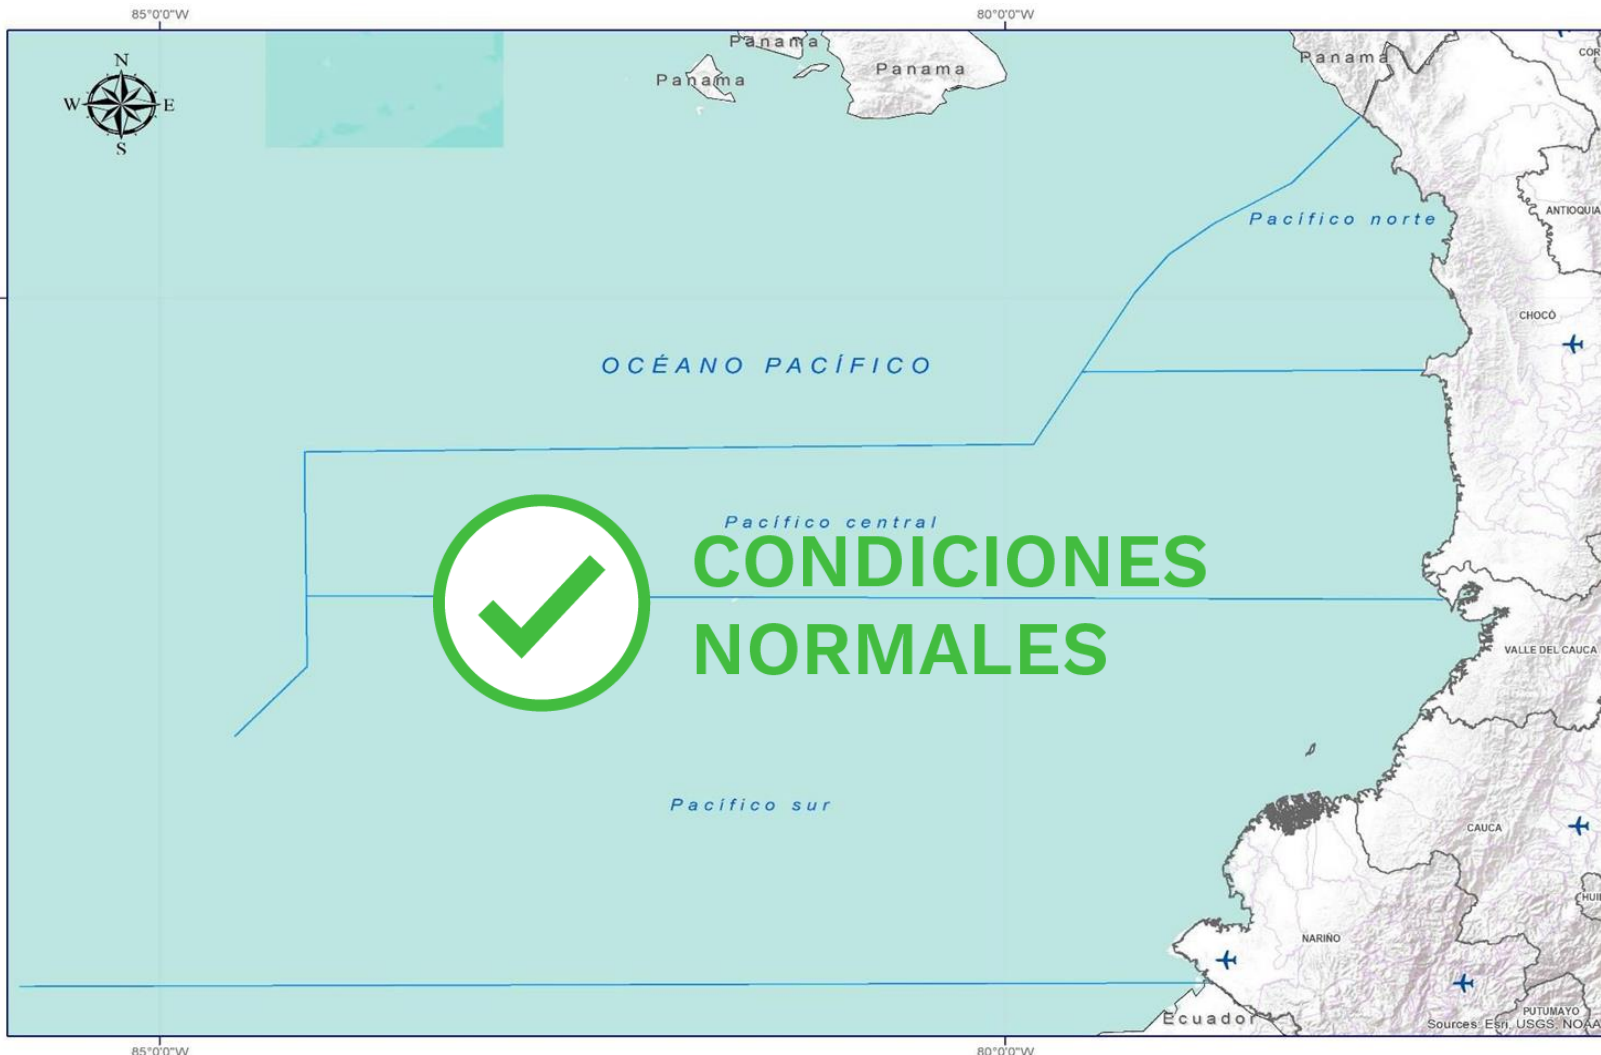 85°0'0"W
80°0'0"W
N
W
E
S
Panama
Panama
Panama
Panama
COR
ANTIOQUIA
Pacífico norte
CHOCÓ
OCÉANO PACÍFICO
Pacífico central
CONDICIONES
NORMALES
VALLE DEL CAUCA
Pacífico sur
CAUCA
HUI
NARIÑO
PUTUMAYO
Ecuador
Sources: Esri, USGS, NOAA
85°0'0"W
80°0'0"W